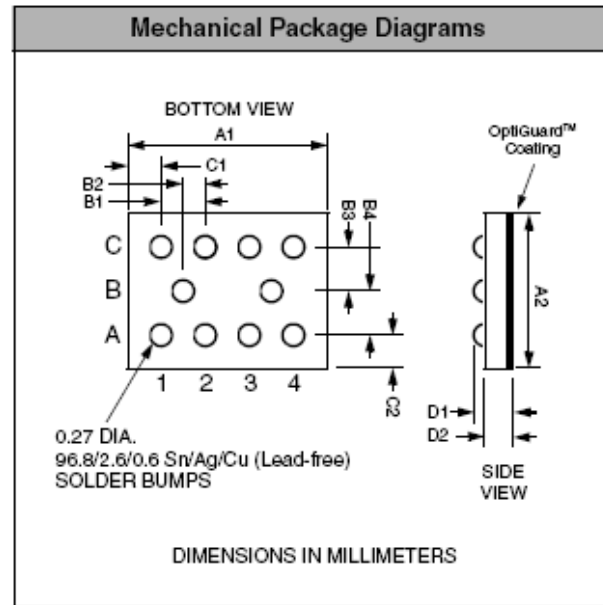 Mechanical Package Diagrams
BOTTOM VIEW
A1
OptiGuard™
Coating
C1
B2
B1
B3
B4
C
B
A
A2
1 2 3 4
C2
D1
D2
0.27 DIA.
96.8/2.6/0.6 Sn/Ag/Cu (Lead-free)
SOLDER BUMPS
SIDE
VIEW
DIMENSIONS IN MILLIMETERS